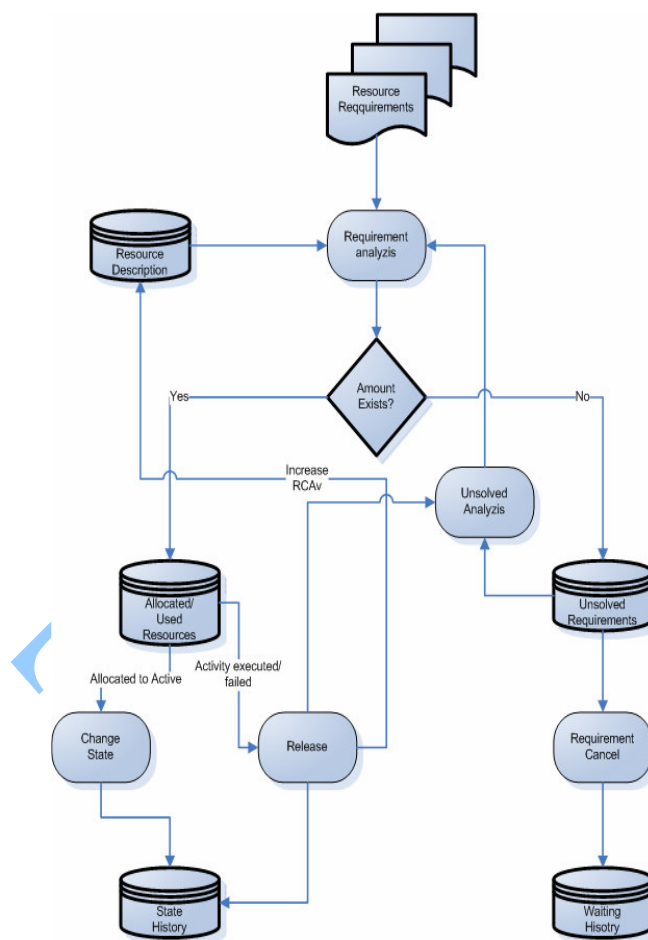 Resource
Reqquirements
Requirement
analyzis
Resource
Description
Amount
Exists?
Yes
No
Increase
RCAv
Unsolved
Analyzis
Allocated/
Used
Resources
Unsolved
Requirements
Activity executed/
failed
Allocated to Active
Change
State
Release
Requirement
Cancel
State
History
Waiting
Hisotry